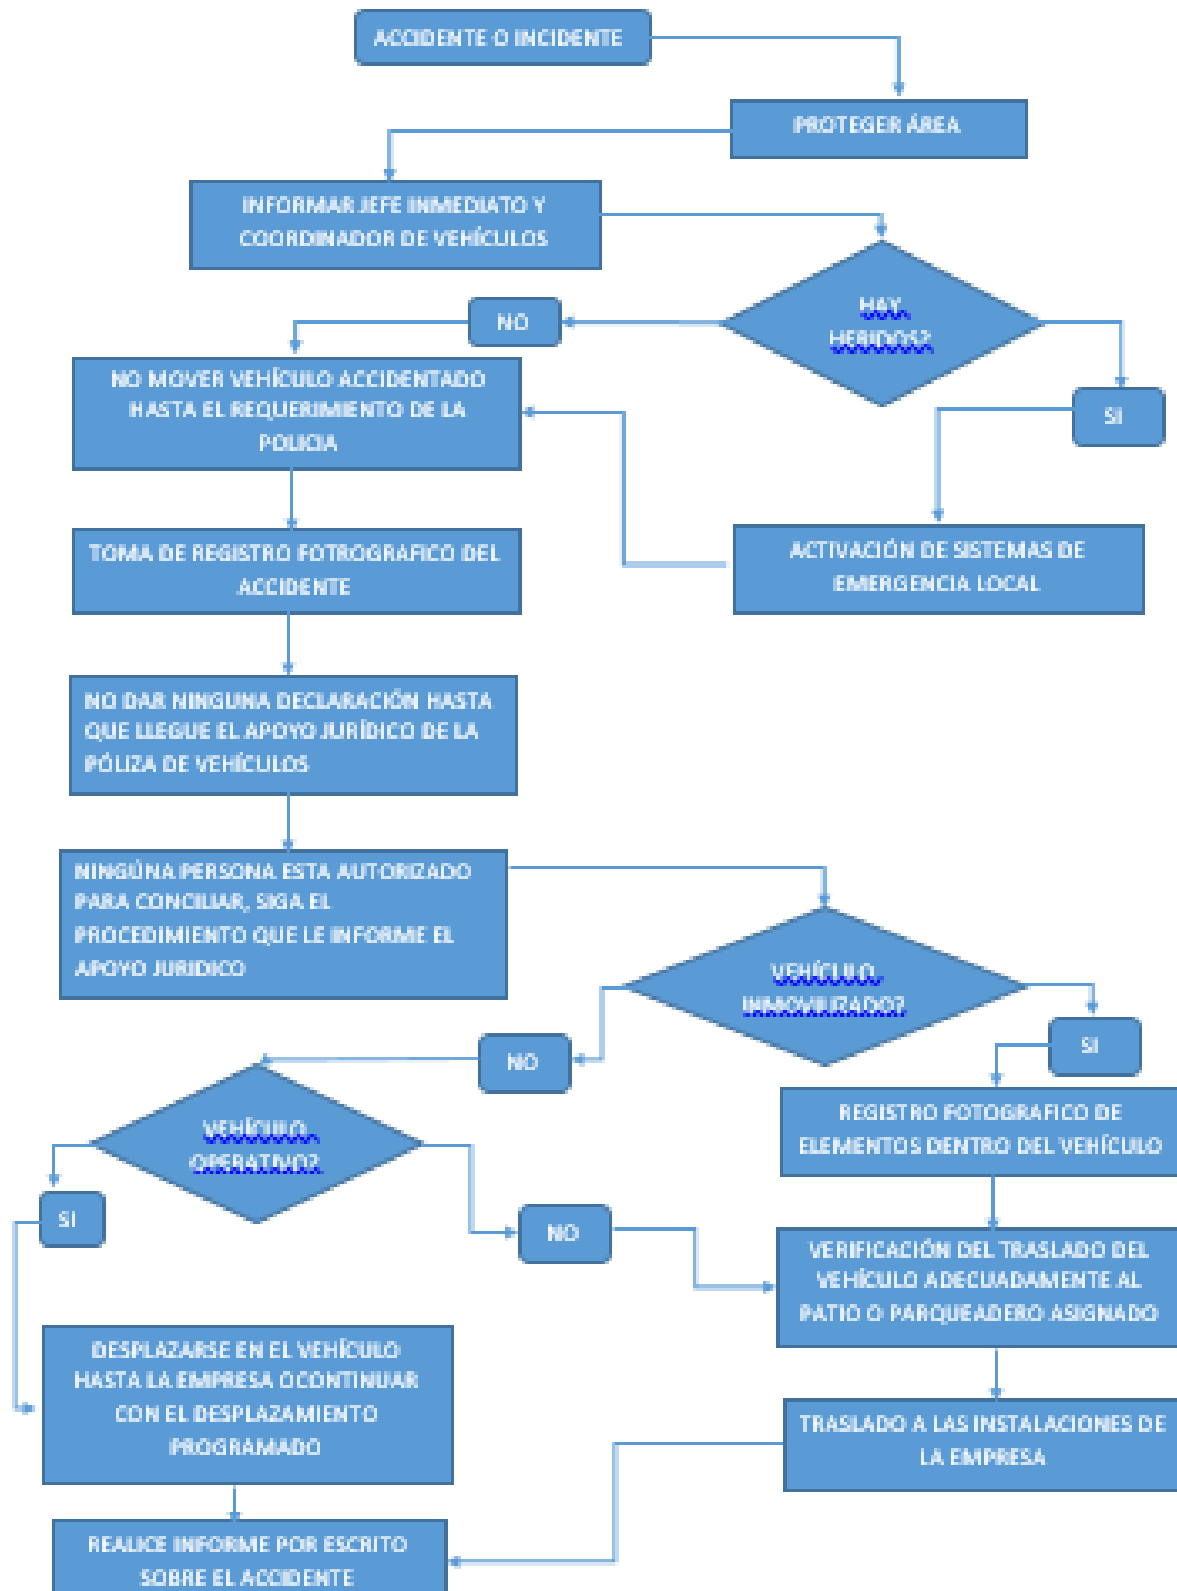 ACCIDENTE O INCIDENTE
PROTEGER ÁREA
INFORMAR JEFE INMEDIATO Y
COORDINADOR DE VEHÍCULOS
HAY
HERIDOS?
NO
SI
NO MOVER VEHÍCULO ACCIDENTADO
HASTA EL REQUERIMIENTO DE LA
POLICIA
ACTIVACIÓN DE SISTEMAS DE
EMERGENCIA LOCAL
TOMA DE REGISTRO FOTROGRAFICO DEL
ACCIDENTE
NO DAR NINGUNA DECLARACIÓN HASTA
QUE LLEGUE EL APOYO JURÍDICO DE LA
PÓLIZA DE VEHÍCULOS
NINGÚNA PERSONA ESTA AUTORIZADO
PARA CONCILIAR, SIGA EL
PROCEDIMIENTO QUE LE INFORME EL
APOYO JURIDICO
VEHÍCULO
INMOVILIZADO?
NO
SI
VEHÍCULO
OPERATIVO?
REGISTRO FOTOGRAFICO DE
ELEMENTOS DENTRO DEL VEHÍCULO
SI
NO
VERIFICACIÓN DEL TRASLADO DEL
VEHÍCULO ADECUADAMENTE AL
PATIO O PARQUEADERO ASIGNADO
DESPLAZARSE EN EL VEHÍCULO
HASTA LA EMPRESA OCONTINUAR
CON EL DESPLAZAMIENTO
PROGRAMADO
TRASLADO A LAS INSTALACIONES DE
LA EMPRESA
REALICE INFORME POR ESCRITO
SOBRE EL ACCIDENTE